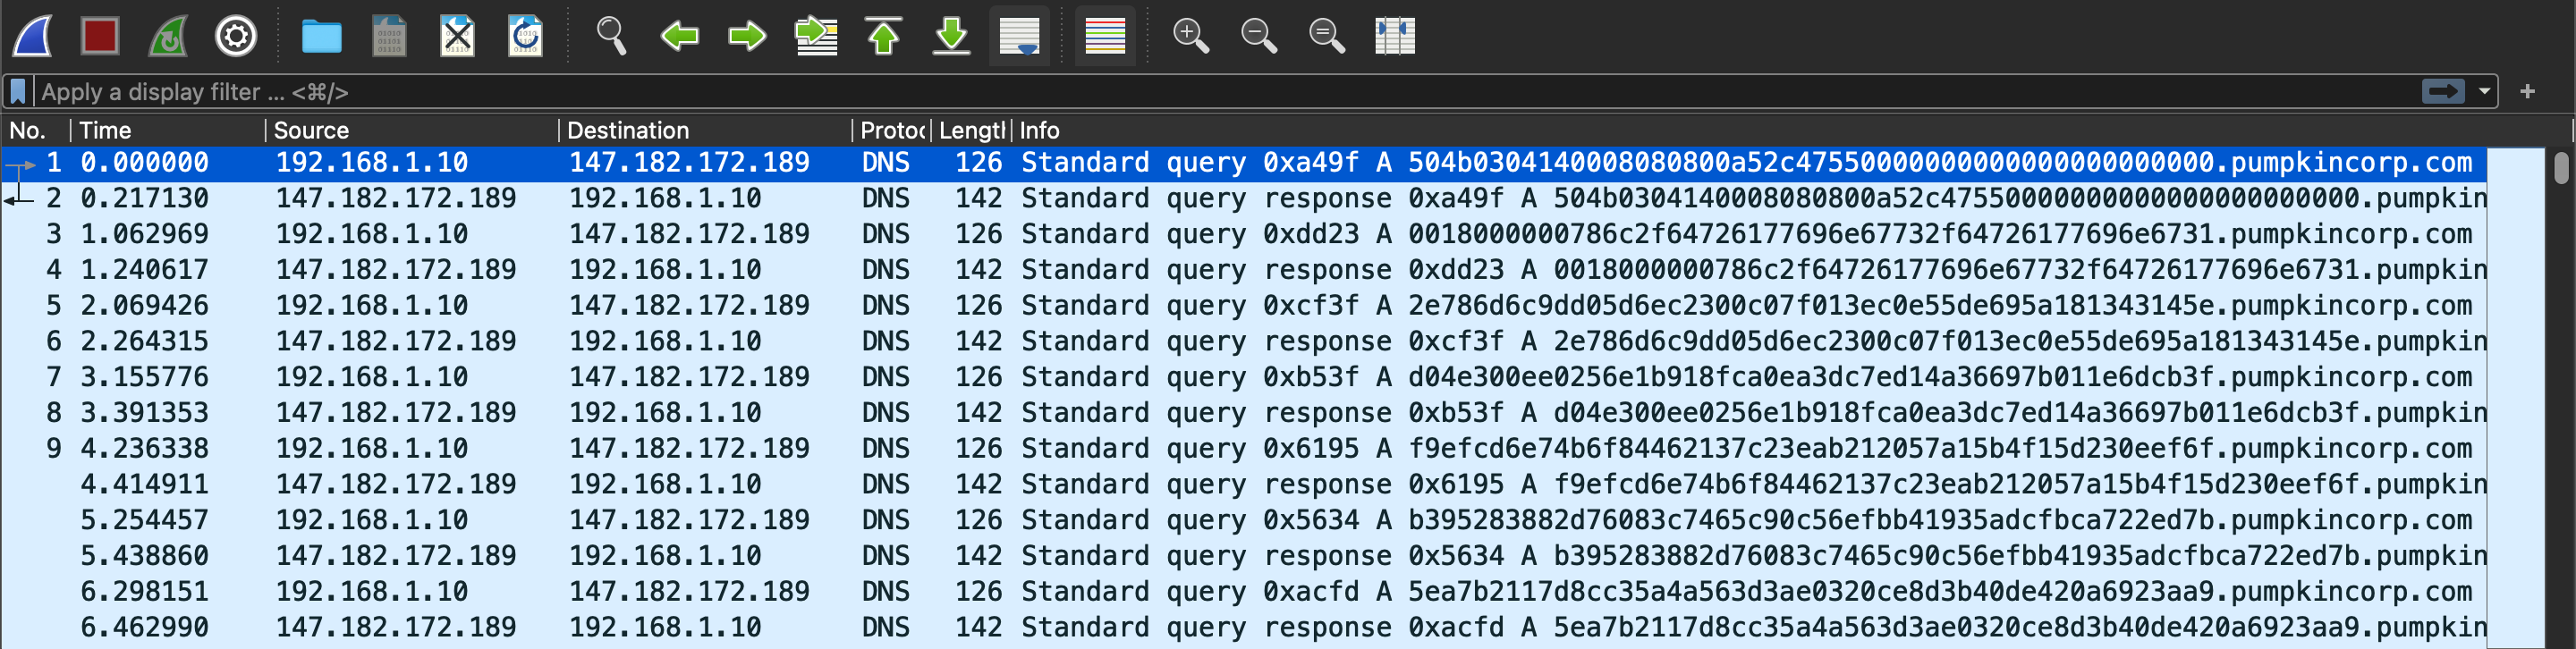 Apply a display filter ... <⌘/>
No. Time Source Destination Protoc Length Info
1 0.000000 192.168.1.10 147.182.172.189 DNS 126 Standard query 0xa49f A 504b0304140008080800a52c47550000000000000000000000.pumpkincorp.com
2 0.217130 147.182.172.189 192.168.1.10 DNS 142 Standard query response 0xa49f A 504b0304140008080800a52c47550000000000000000000000.pumpkin
3 1.062969 192.168.1.10 147.182.172.189 DNS 126 Standard query 0xdd23 A 0018000000786c2f64726177696e67732f64726177696e6731.pumpkincorp.com
4 1.240617 147.182.172.189 192.168.1.10 DNS 142 Standard query response 0xdd23 A 0018000000786c2f64726177696e67732f64726177696e6731.pumpkin
5 2.069426 192.168.1.10 147.182.172.189 DNS 126 Standard query 0xcf3f A 2e786d6c9dd05d6ec2300c07f013ec0e55de695a181343145e.pumpkincorp.com
6 2.264315 147.182.172.189 192.168.1.10 DNS 142 Standard query response 0xcf3f A 2e786d6c9dd05d6ec2300c07f013ec0e55de695a181343145e.pumpkin
7 3.155776 192.168.1.10 147.182.172.189 DNS 126 Standard query 0xb53f A d04e300ee0256e1b918fca0ea3dc7ed14a36697b011e6dcb3f.pumpkincorp.com
8 3.391353 147.182.172.189 192.168.1.10 DNS 142 Standard query response 0xb53f A d04e300ee0256e1b918fca0ea3dc7ed14a36697b011e6dcb3f.pumpkin
9 4.236338 192.168.1.10 147.182.172.189 DNS 126 Standard query 0x6195 A f9efcd6e74b6f84462137c23eab212057a15b4f15d230eef6f.pumpkincorp.com
4.414911 147.182.172.189 192.168.1.10 DNS 142 Standard query response 0x6195 A f9efcd6e74b6f84462137c23eab212057a15b4f15d230eef6f.pumpkin
5.254457 192.168.1.10 147.182.172.189 DNS 126 Standard query 0x5634 A b395283882d76083c7465c90c56efbb41935adcfbca722ed7b.pumpkincorp.com
5.438860 147.182.172.189 192.168.1.10 DNS 142 Standard query response 0x5634 A b395283882d76083c7465c90c56efbb41935adcfbca722ed7b.pumpkin
6.298151 192.168.1.10 147.182.172.189 DNS 126 Standard query 0xacfd A 5ea7b2117d8cc35a4a563d3ae0320ce8d3b40de420a6923aa9.pumpkincorp.com
6.462990 147.182.172.189 192.168.1.10 DNS 142 Standard query response 0xacfd A 5ea7b2117d8cc35a4a563d3ae0320ce8d3b40de420a6923aa9.pumpkin